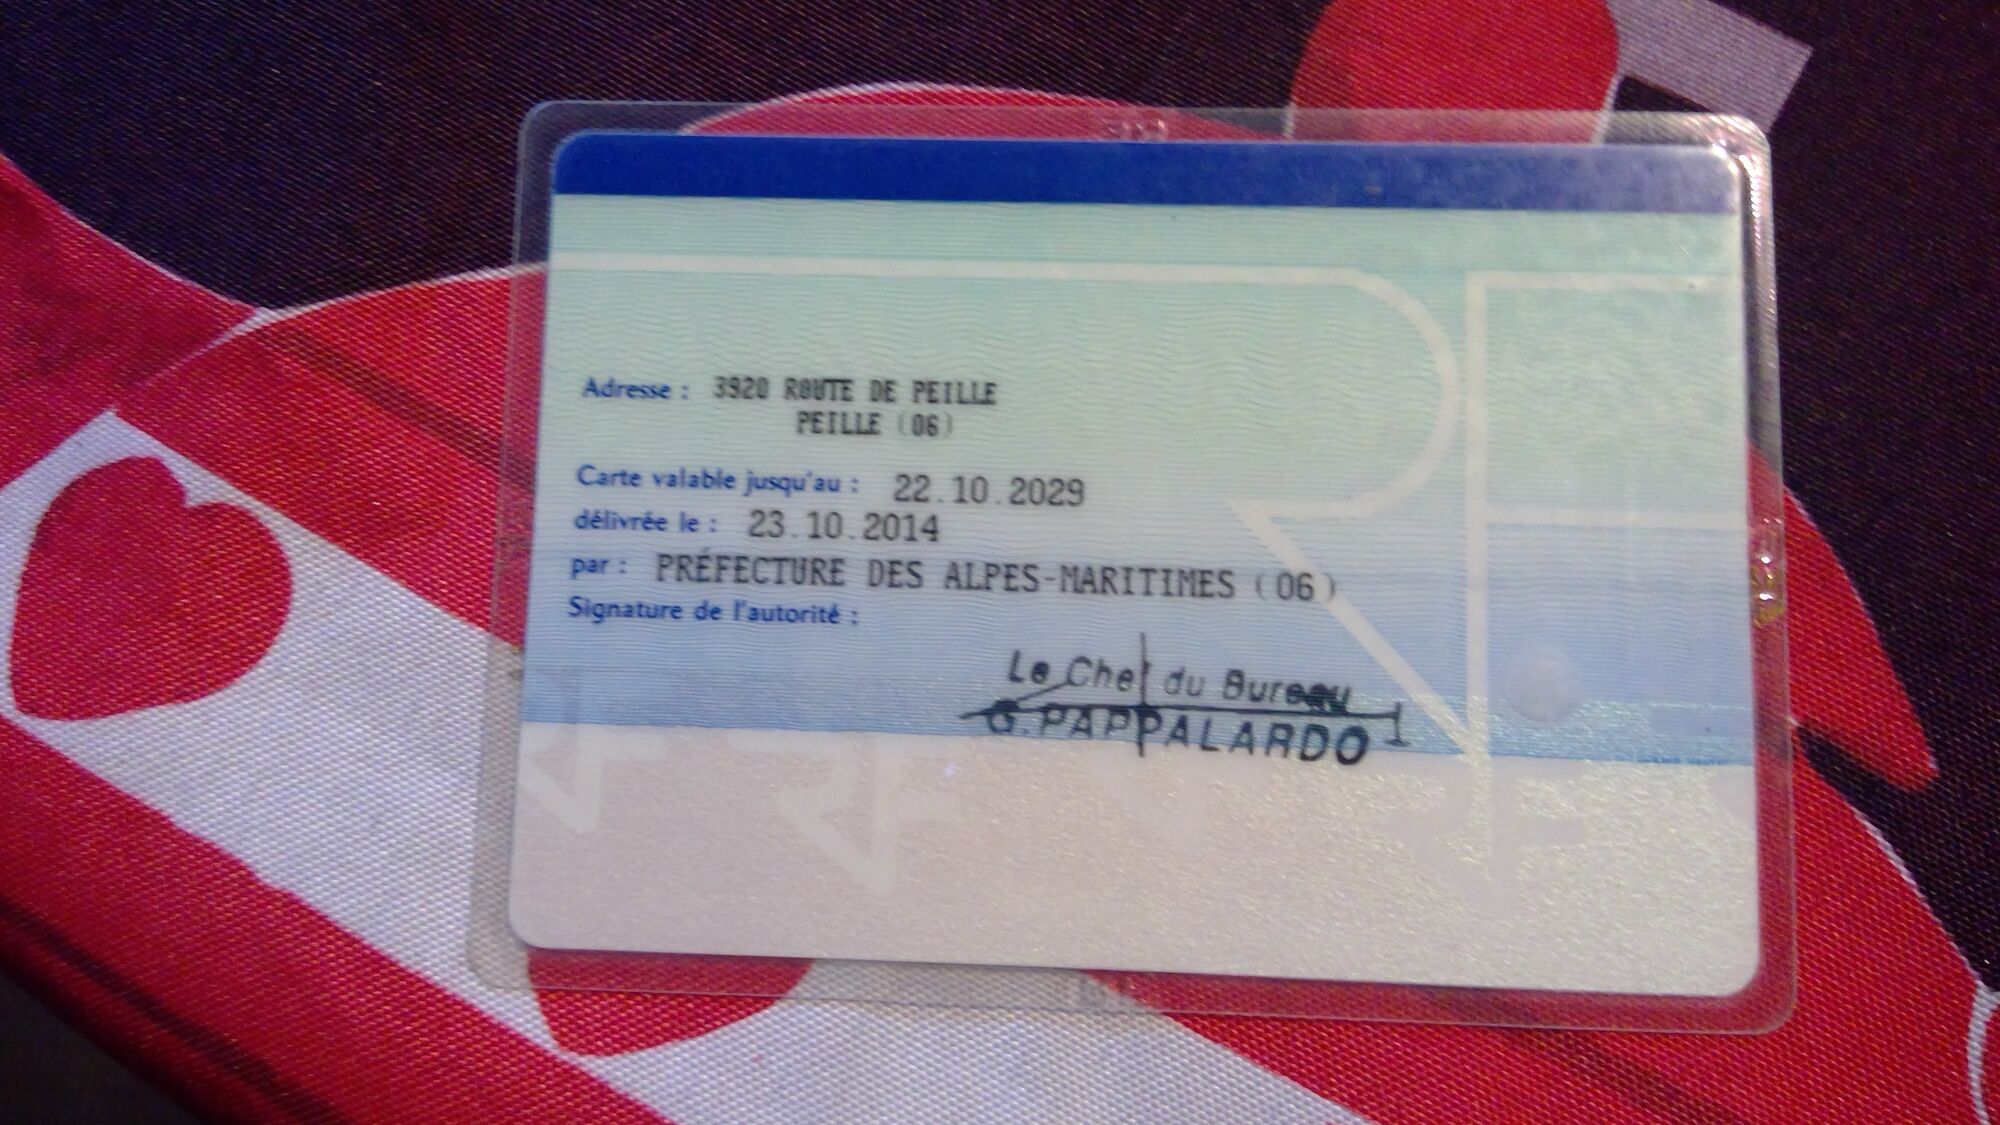 Adresse : 3920 ROUTE DE PEILLE
PEILLE (06)
Carte valable jusqu'au : 22.10.2029
délivrée le : 23.10.2014
par : PRÉFECTURE DES ALPES-MARITIMES (06)
Signature de l'autorité :
Le Chef du Bureau
G.PAPPALARDO
RF